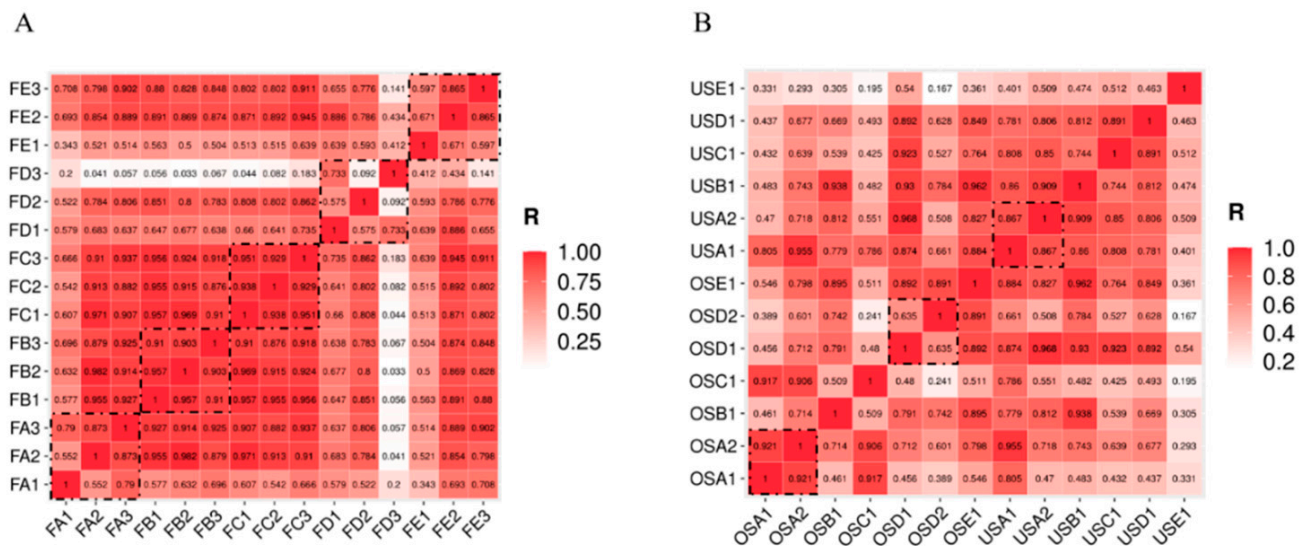 A
FE3 0.708 0.798 0.902 0.88 0.828 0.848 0.802 0.802 0.911 0.655 0.776 0.141 0.597 0.865 1
FE2 0.693 0.854 0.889 0.891 0.869 0.874 0.871 0.892 0.945 0.886 0.786 0.434 0.671 1 0.865
FE1 0.343 0.521 0.514 0.563 0.5 0.504 0.513 0.515 0.639 0.639 0.593 0.412 1 0.671 0.597
FD3 0.2 0.041 0.057 0.056 0.033 0.067 0.044 0.082 0.183 0.733 0.092 1 0.412 0.434 0.141
FD2 0.522 0.784 0.806 0.851 0.8 0.783 0.808 0.802 0.862 0.575 1 0.092 0.593 0.786 0.776
FD1 0.579 0.683 0.637 0.647 0.677 0.638 0.66 0.641 0.735 1 0.575 0.733 0.639 0.886 0.655
FC3 0.666 0.91 0.937 0.956 0.924 0.918 0.951 0.929 1 0.735 0.862 0.183 0.639 0.945 0.911
FC2 0.542 0.913 0.882 0.955 0.915 0.876 0.938 1 0.929 0.641 0.802 0.082 0.515 0.892 0.802
FC1 0.607 0.971 0.907 0.957 0.969 0.91 1 0.938 0.951 0.66 0.808 0.044 0.513 0.871 0.802
FB3 0.696 0.879 0.925 0.91 0.903 1 0.91 0.876 0.918 0.638 0.783 0.067 0.504 0.874 0.848
FB2 0.632 0.982 0.914 0.957 1 0.903 0.969 0.915 0.924 0.677 0.8 0.033 0.5 0.869 0.828
FB1 0.577 0.955 0.927 1 0.957 0.91 0.957 0.955 0.956 0.647 0.851 0.056 0.563 0.891 0.88
FA3 0.79 0.873 1 0.927 0.914 0.925 0.907 0.882 0.937 0.637 0.806 0.057 0.514 0.889 0.902
FA2 0.552 1 0.873 0.955 0.982 0.879 0.971 0.913 0.91 0.683 0.784 0.041 0.521 0.854 0.798
FA1 1 0.552 0.79 0.577 0.632 0.696 0.607 0.542 0.666 0.579 0.522 0.2 0.343 0.693 0.708
FA1 FA2 FA3 FB1 FB2 FB3 FC1 FC2 FC3 FD1 FD2 FD3 FE1 FE2 FE3
R
1.00
0.75
0.50
0.25
B
USE1 0.331 0.293 0.305 0.195 0.54 0.167 0.361 0.401 0.509 0.474 0.512 0.463 1
USD1 0.437 0.677 0.669 0.493 0.892 0.628 0.849 0.781 0.806 0.812 0.891 1 0.463
USC1 0.432 0.639 0.539 0.425 0.923 0.527 0.764 0.808 0.85 0.744 1 0.891 0.512
USB1 0.483 0.743 0.938 0.482 0.93 0.784 0.962 0.86 0.909 1 0.744 0.812 0.474
USA2 0.47 0.718 0.812 0.551 0.968 0.508 0.827 0.867 1 0.909 0.85 0.806 0.509
USA1 0.805 0.955 0.779 0.786 0.874 0.661 0.884 1 0.867 0.86 0.808 0.781 0.401
OSE1 0.546 0.798 0.895 0.511 0.892 0.891 1 0.884 0.827 0.962 0.764 0.849 0.361
OSD2 0.389 0.601 0.742 0.241 0.635 1 0.891 0.661 0.508 0.784 0.527 0.628 0.167
OSD1 0.456 0.712 0.791 0.48 1 0.635 0.892 0.874 0.968 0.93 0.923 0.892 0.54
OSC1 0.917 0.906 0.509 1 0.48 0.241 0.511 0.786 0.551 0.482 0.425 0.493 0.195
OSB1 0.461 0.714 1 0.509 0.791 0.742 0.895 0.779 0.812 0.938 0.539 0.669 0.305
OSA2 0.921 1 0.714 0.906 0.712 0.601 0.798 0.955 0.718 0.743 0.639 0.677 0.293
OSA1 1 0.921 0.461 0.917 0.456 0.389 0.546 0.805 0.47 0.483 0.432 0.437 0.331
OSA1 OSA2 OSB1 OSC1 OSD1 OSD2 OSE1 USA1 USA2 USB1 USC1 USD1 USE1
R
1.0
0.8
0.6
0.4
0.2